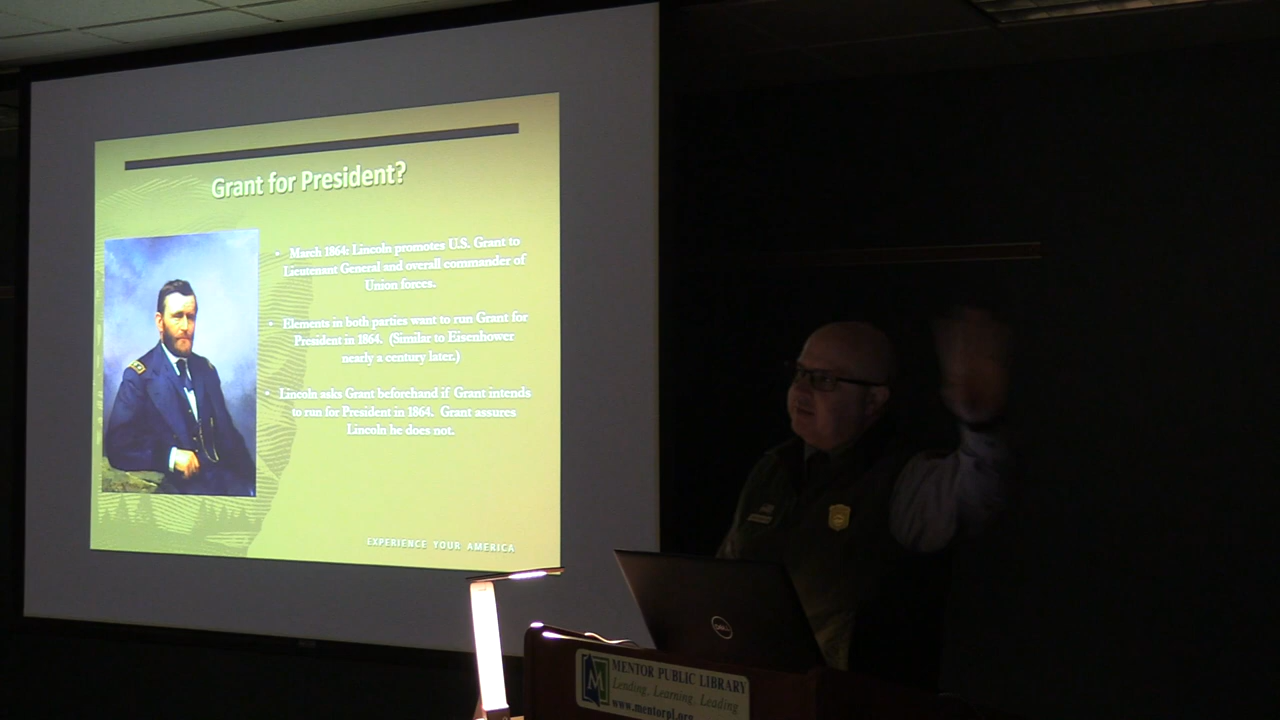 Grant for President?
• March 1864: Lincoln promotes U.S. Grant to
Lieutenant General and overall commander of
Union forces.
• Elements in both parties want to run Grant for
President in 1864. (Similar to Eisenhower
nearly a century later.)
• Lincoln asks Grant beforehand if Grant intends
to run for President in 1864. Grant assures
Lincoln he does not.
EXPERIENCE YOUR AMERICA
DELL
M
MENTOR PUBLIC LIBRARY
Lending, Learning, Leading
www.mentorpl.org